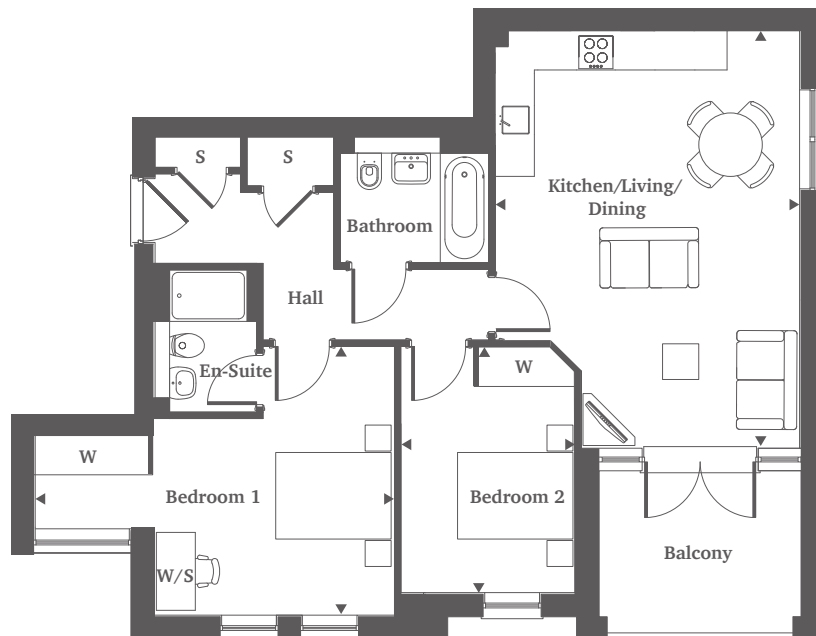 S
S
Kitchen/Living/
Dining
Bathroom
Hall
En-Suite
W
W
Bedroom 1
Bedroom 2
W/S
Balcony